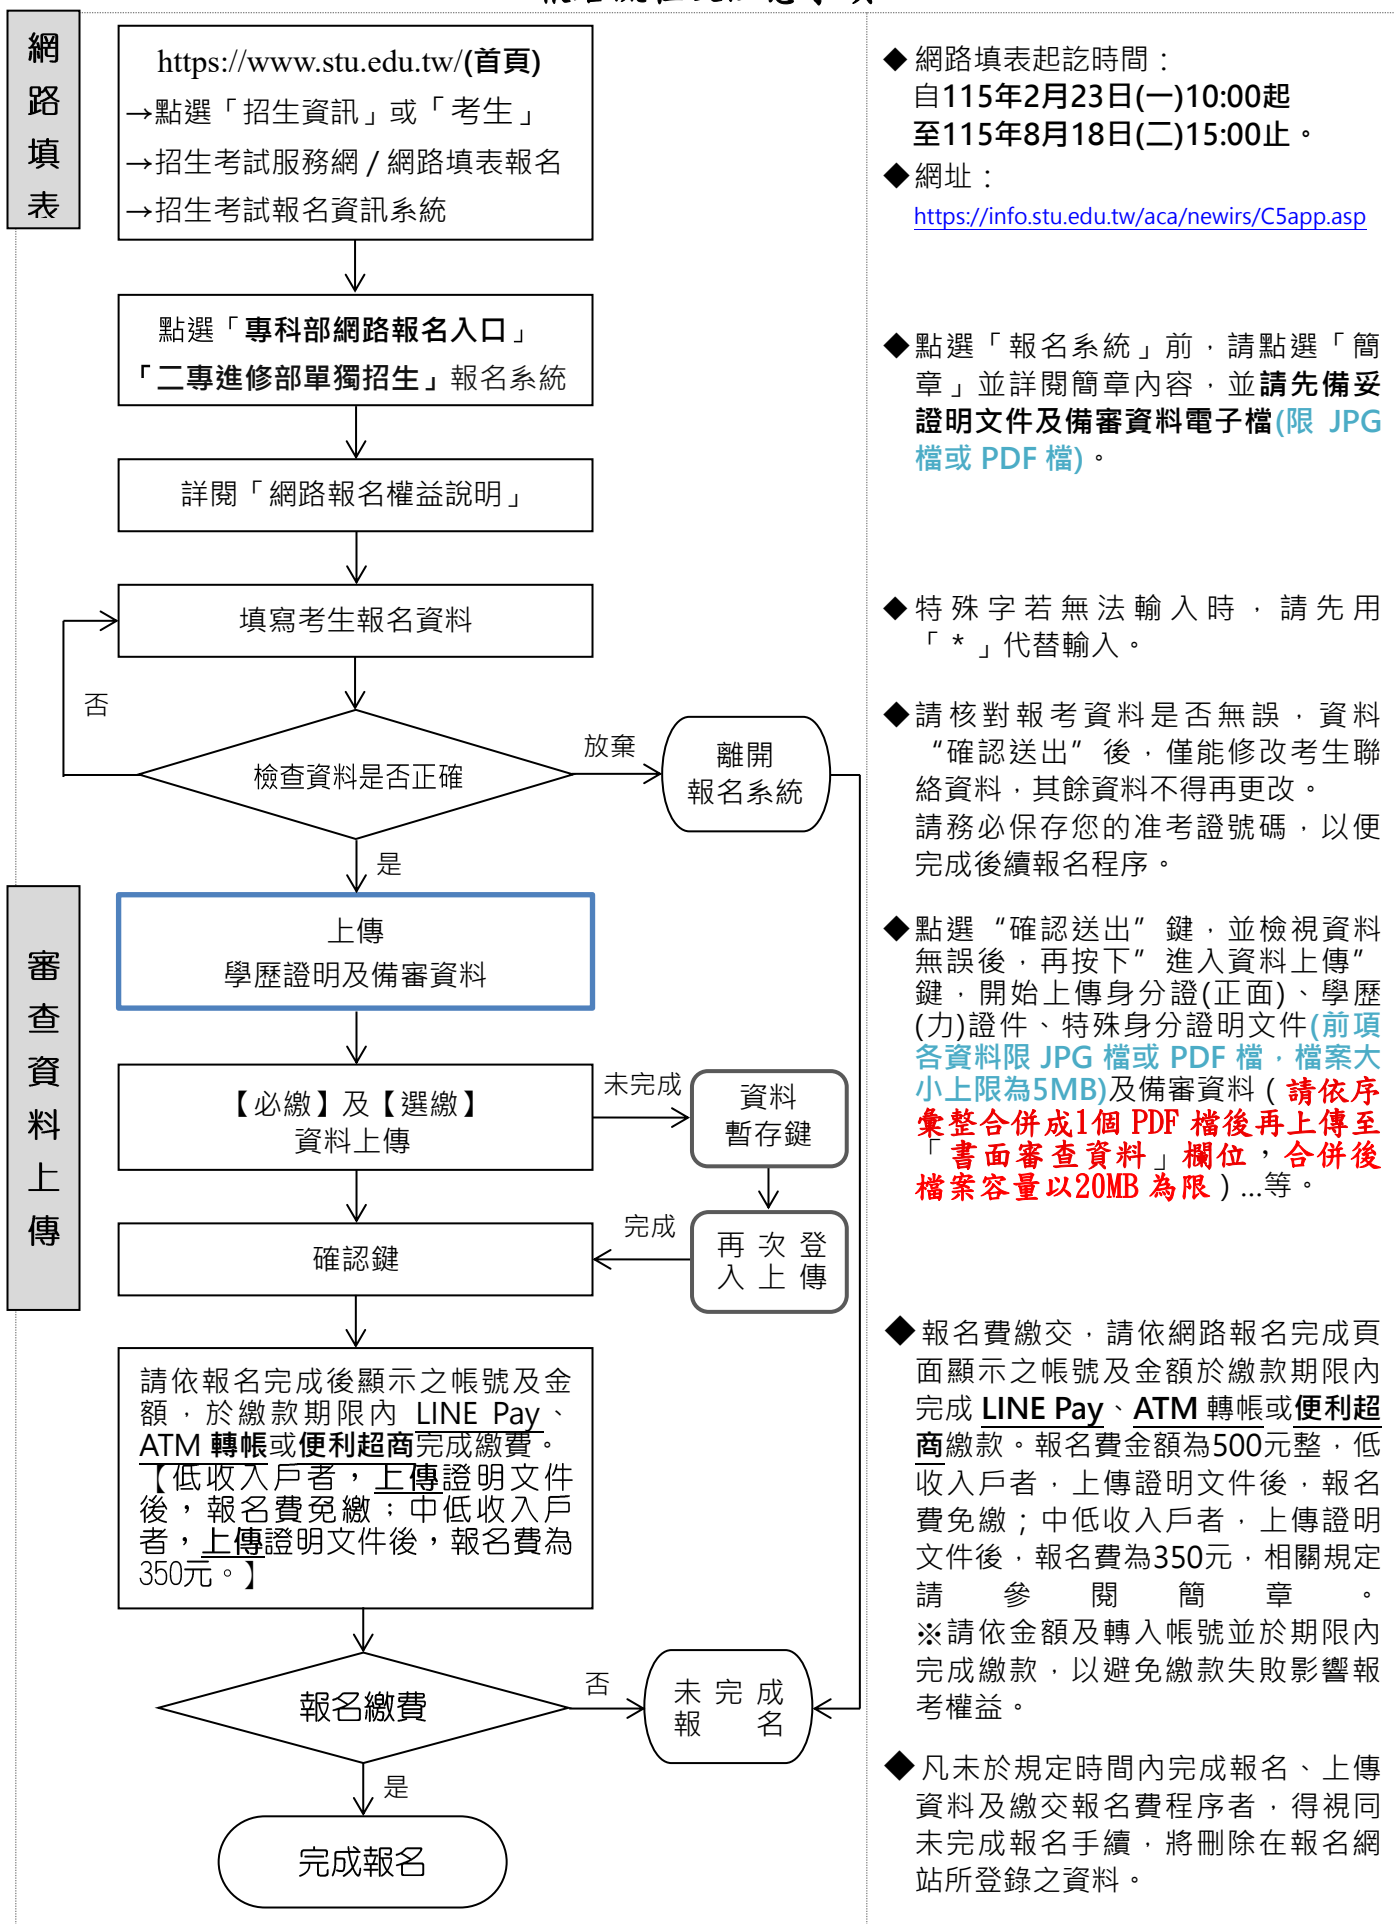 網
路
填
表
https://www.stu.edu.tw/(首頁)
→點選「招生資訊」或「考生」
→招生考試服務網 / 網路填表報名
→招生考試報名資訊系統
點選「專科部網路報名入口」
「二專進修部單獨招生」報名系統
詳閱「網路報名權益說明」
填寫考生報名資料
否
檢查資料是否正確
放棄
離開
報名系統
是
審
查
資
料
上
傳
上傳
學歷證明及備審資料
【必繳】及【選繳】
資料上傳
未完成
資料
暫存鍵
再 次 登
入 上 傳
完成
確認鍵
請依報名完成後顯示之帳號及金
額，於繳款期限內 LINE Pay、
ATM 轉帳或便利超商完成繳費。
【低收入戶者，上傳證明文件
後，報名費免繳；中低收入戶
者，上傳證明文件後，報名費為
350元。】
報名繳費
否
未 完 成
報 名
是
完成報名
◆網路填表起訖時間：
自115年2月23日(一)10:00起
至115年8月18日(二)15:00止。
◆網址：
https://info.stu.edu.tw/aca/newirs/C5app.asp
◆點選「報名系統」前，請點選「簡
章」並詳閱簡章內容，並請先備妥
證明文件及備審資料電子檔(限 JPG
檔或 PDF 檔)。
◆特殊字若無法輸入時，請先用
「*」代替輸入。
◆請核對報考資料是否無誤，資料
“確認送出”後，僅能修改考生聯
絡資料，其餘資料不得再更改。
請務必保存您的准考證號碼，以便
完成後續報名程序。
◆點選“確認送出”鍵，並檢視資料
無誤後，再按下”進入資料上傳”
鍵，開始上傳身分證(正面)、學歷
(力)證件、特殊身分證明文件(前項
各資料限 JPG 檔或 PDF 檔，檔案大
小上限為5MB)及備審資料（請依序
彙整合併成1個 PDF 檔後再上傳至
「書面審查資料」欄位，合併後
檔案容量以20MB 為限）...等。
◆報名費繳交，請依網路報名完成頁
面顯示之帳號及金額於繳款期限內
完成 LINE Pay、ATM 轉帳或便利超
商繳款。報名費金額為500元整，低
收入戶者，上傳證明文件後，報名
費免繳；中低收入戶者，上傳證明
文件後，報名費為350元，相關規定
請 參 閱 簡 章 。
※請依金額及轉入帳號並於期限內
完成繳款，以避免繳款失敗影響報
考權益。
◆凡未於規定時間內完成報名、上傳
資料及繳交報名費程序者，得視同
未完成報名手續，將刪除在報名網
站所登錄之資料。